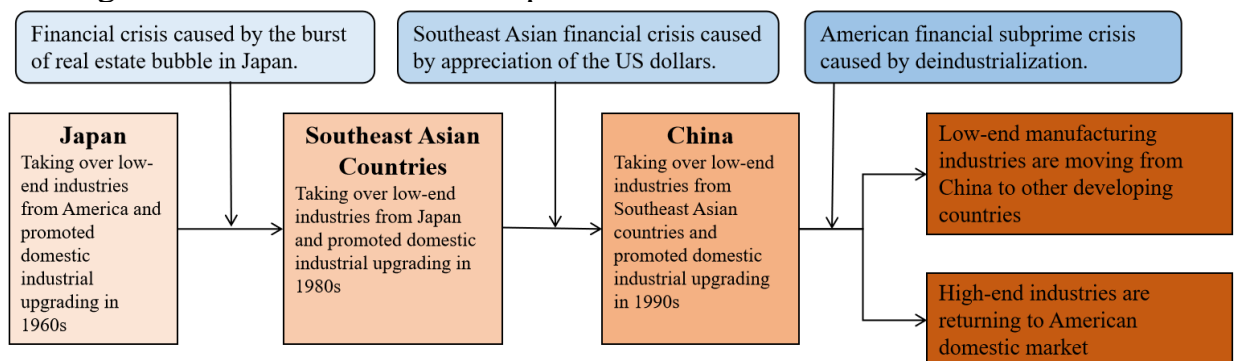 Financial crisis caused by the burst
of real estate bubble in Japan.
Southeast Asian financial crisis caused
by appreciation of the US dollars.
American financial subprime crisis
caused by deindustrialization.
Japan
Taking over low-
end industries
from America and
promoted
domestic
industrial
upgrading in
1960s
Southeast Asian
Countries
Taking over low-end
industries from Japan
and promoted domestic
industrial upgrading in
1980s
China
Taking over low-end
industries from
Southeast Asian
countries and
promoted domestic
industrial upgrading
in 1990s
Low-end manufacturing
industries are moving from
China to other developing
countries
High-end industries are
returning to American
domestic market